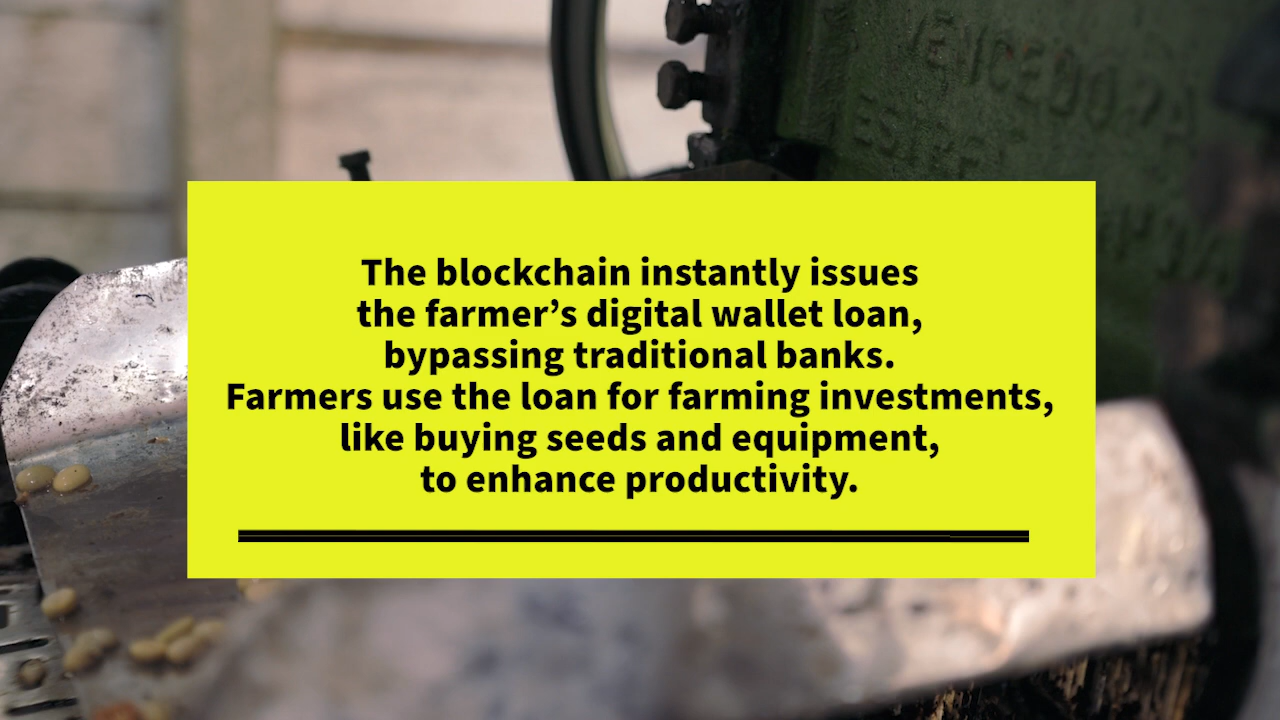 The blockchain instantly issues
the farmer’s digital wallet loan,
bypassing traditional banks.
Farmers use the loan for farming investments,
like buying seeds and equipment,
to enhance productivity.